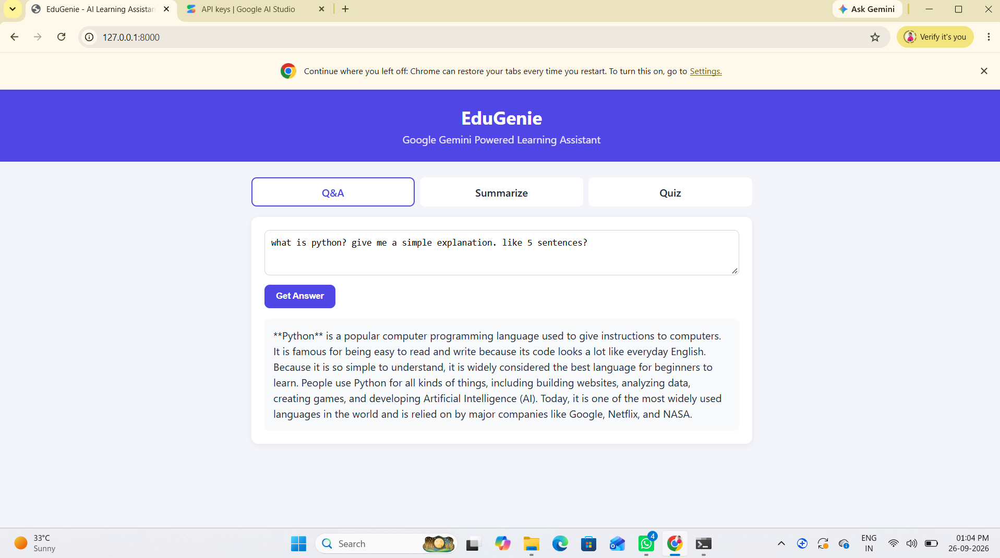 EduGenie - AI Learning Assistan
API keys | Google AI Studio
Ask Gemini
127.0.0.1:8000
Verify it's you
Continue where you left off: Chrome can restore your tabs every time you restart. To turn this on, go to Settings.
EduGenie
Google Gemini Powered Learning Assistant
Q&A
Summarize
Quiz
what is python? give me a simple explanation. like 5 sentences?
Get Answer
**Python** is a popular computer programming language used to give instructions to computers.
It is famous for being easy to read and write because its code looks a lot like everyday English.
Because it is so simple to understand, it is widely considered the best language for beginners to
learn. People use Python for all kinds of things, including building websites, analyzing data,
creating games, and developing Artificial Intelligence (AI). Today, it is one of the most widely used
languages in the world and is relied on by major companies like Google, Netflix, and NASA.
33°C
Sunny
Search
4
ENG
IN
01:04 PM
26-09-2026